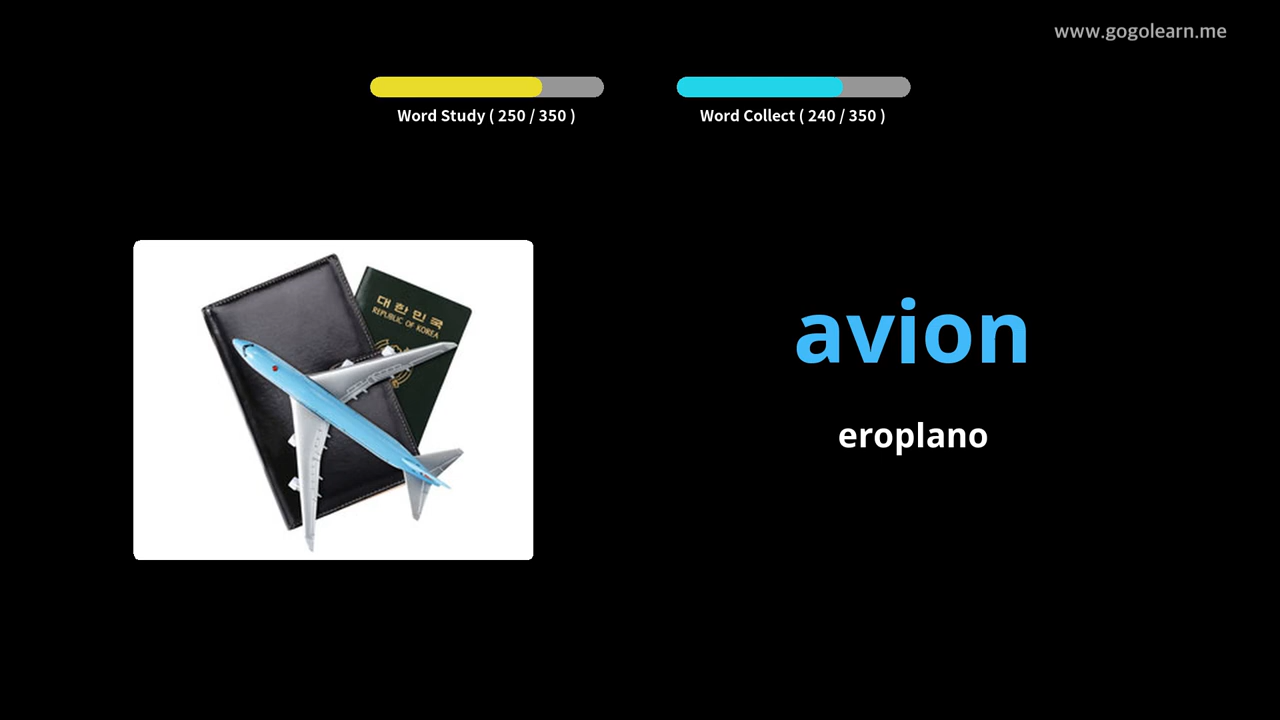 www.gogolearn.me
Word Study ( 250 / 350 )
Word Collect ( 240 / 350 )
대한민국
REPUBLIC OF KOREA
avion
eroplano